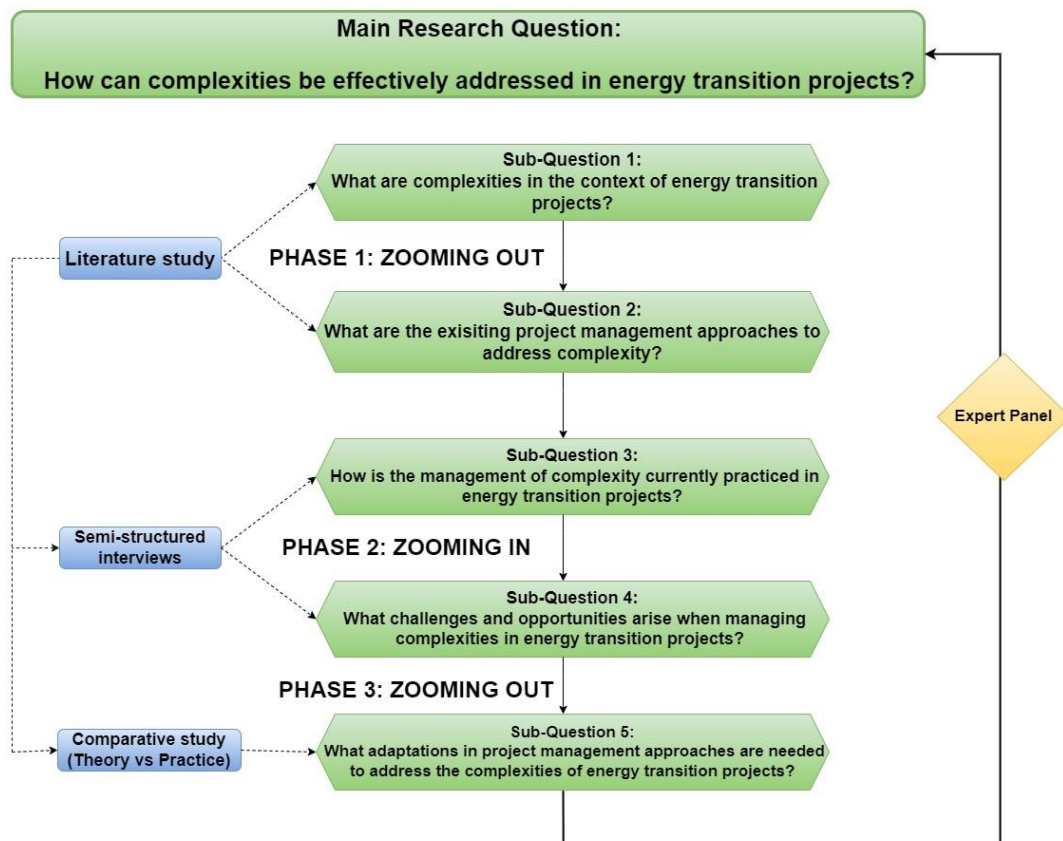 Main Research Question:
How can complexities be effectively addressed in energy transition projects?
Sub-Question 1:
What are complexities in the context of energy transition
projects?
Literature study
PHASE 1: ZOOMING OUT
Sub-Question 2:
What are the exisiting project management approaches to
address complexity?
Expert Panel
Sub-Question 3:
How is the management of complexity currently practiced in
energy transition projects?
Semi-structured
interviews
PHASE 2: ZOOMING IN
Sub-Question 4:
What challenges and opportunities arise when managing
complexities in energy transition projects?
PHASE 3: ZOOMING OUT
Comparative study
(Theory vs Practice)
Sub-Question 5:
What adaptations in project management approaches are needed
to address the complexities of energy transition projects?